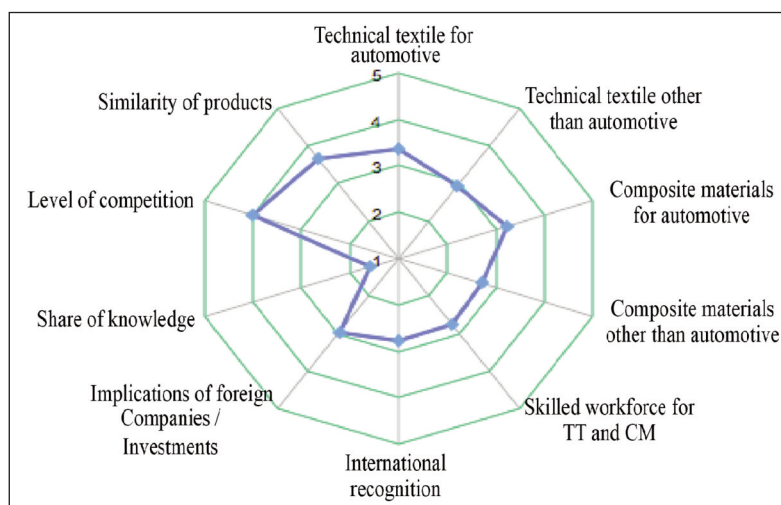 Technical textile for
automotive
Similarity of products
Technical textile other
than automotive
Level of competition
Composite materials
for automotive
Share of knowledge
Composite materials
other than automotive
Implications of foreign
Companies /
Investments
Skilled workforce for
TT and CM
International
recognition
5
4
3
2
1